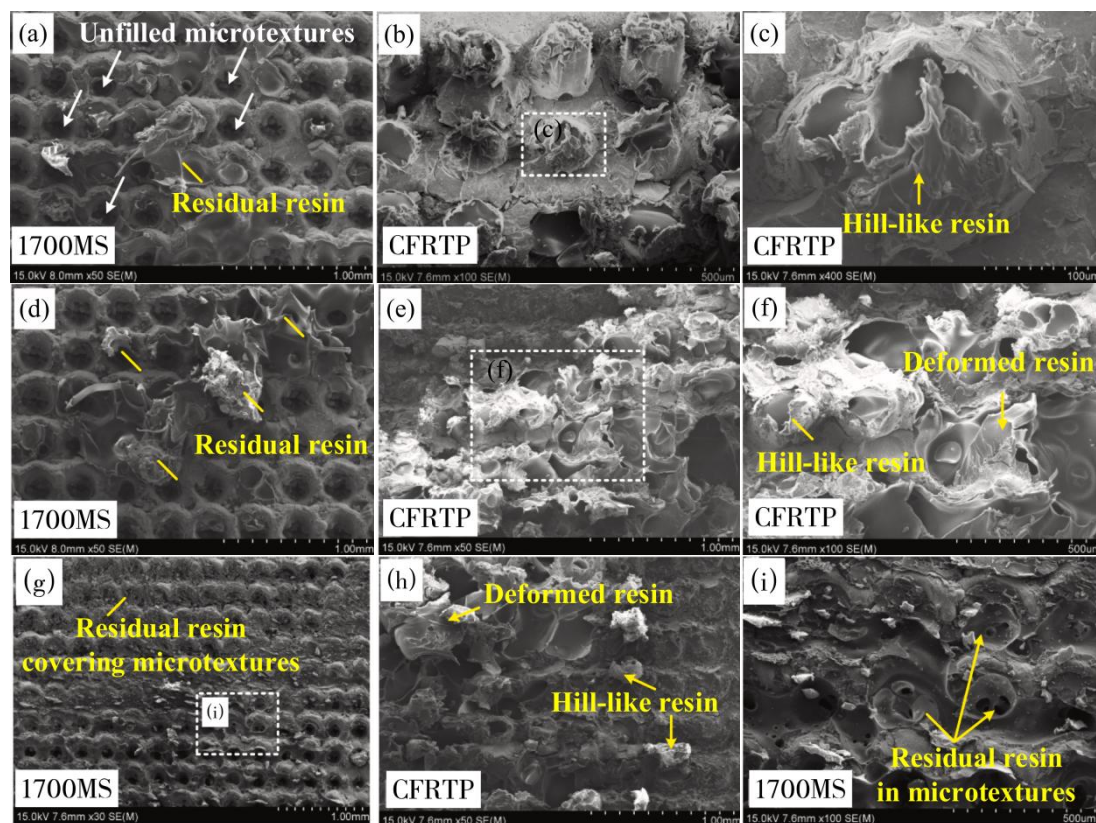 (a)
Unfilled microtextures
Residual resin
1700MS
15.0kV 8.0mm x50 SE(M)
1.00mm
(b)
(c)
CFRTP
15.0kV 7.6mm x100 SE(M)
500um
(c)
Hill-like resin
CFRTP
15.0kV 7.6mm x400 SE(M)
100um
(d)
Residual resin
1700MS
15.0kV 8.0mm x50 SE(M)
1.00mm
(e)
(f)
CFRTP
15.0kV 7.6mm x50 SE(M)
1.00mm
(f)
Deformed resin
Hill-like resin
CFRTP
15.0kV 7.6mm x100 SE(M)
500um
(g)
Residual resin
covering microtextures
(i)
1700MS
15.0kV 7.6mm x30 SE(M)
1.00mm
(h)
Deformed resin
Hill-like resin
CFRTP
15.0kV 7.6mm x50 SE(M)
1.00mm
(i)
Residual resin
in microtextures
1700MS
15.0kV 7.6mm x100 SE(M)
500um